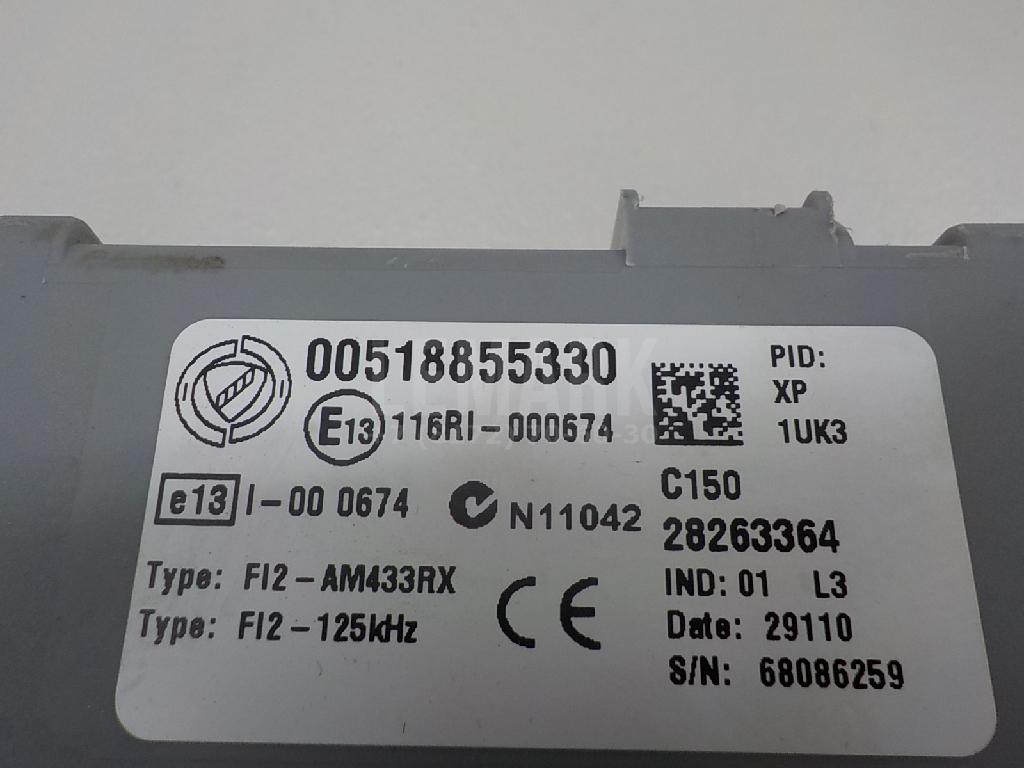 00518855330
E13 116RI-000674
e13 I-00 0674
N11042
Type: FI2-AM433RX
Type: FI2-125kHz
CE
PID:
XP
1UK3
C150
28263364
IND: 01 L3
Date: 29110
S/N: 68086259